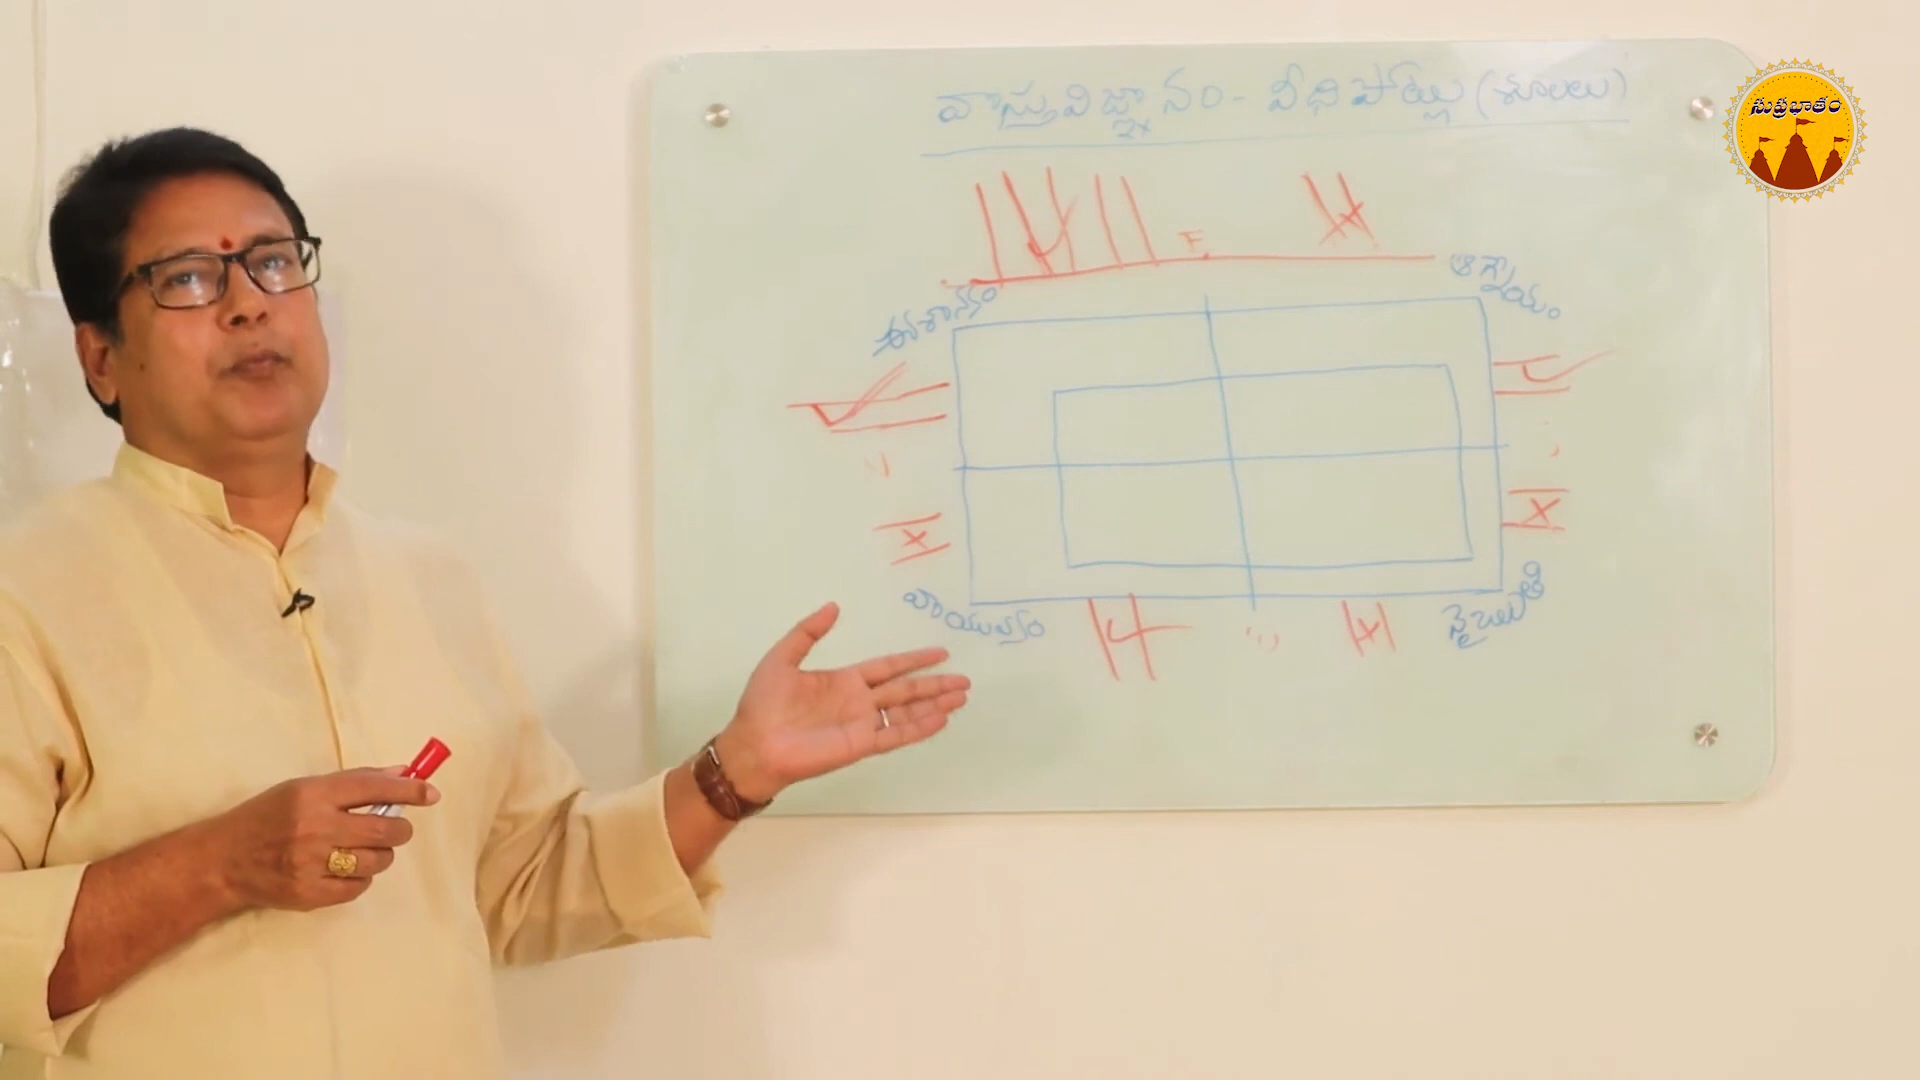 వాస్తు విజ్ఞానం - వీధి పోట్లు (శూలలు)
సుప్రభాతం
E
ఆగ్నేయం
ఈశాన్యం
వాయువ్యం
నైఋతి